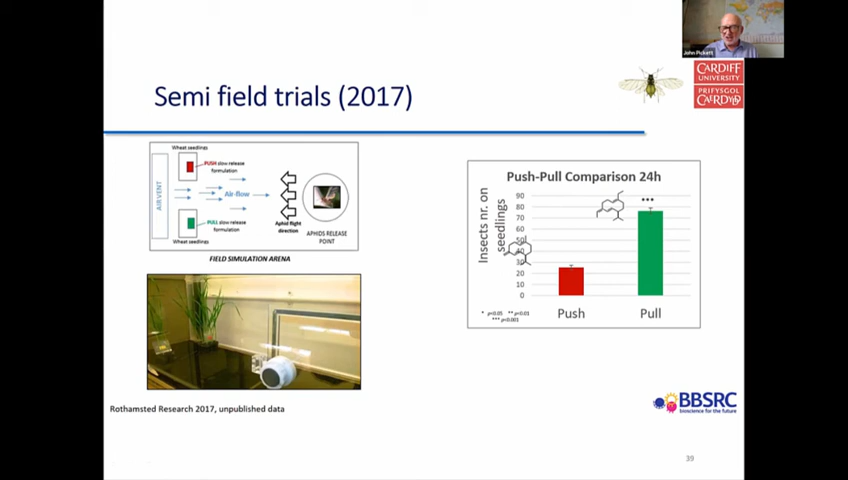 John Pickett
CARDIFF
UNIVERSITY
PRIFYSGOL
CAERDYDD
Semi field trials (2017)
Wheat seedlings
PUSH slow release
formulation
AIRVENT
Air-flow
PULL slow release
formulation
Wheat seedlings
Aphid flight
direction
APHIDS RELEASE
POINT
FIELD SIMULATION ARENA
Push-Pull Comparison 24h
Insects nr. on
seedlings
90
80
70
60
50
40
30
20
10
0
***
Push
Pull
* p<0.05 ** p<0.01
*** p<0.001
Rothamsted Research 2017, unpublished data
BBSRC
bioscience for the future
39